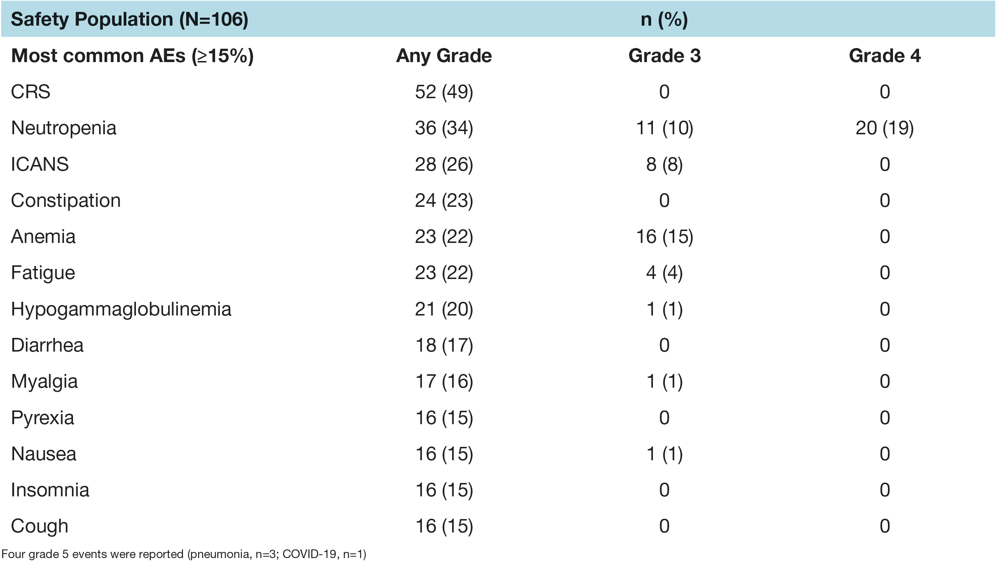 Safety Population (N=106) n (%)
Most common AEs (≥15%) Any Grade Grade 3 Grade 4
CRS 52 (49) 0 0
Neutropenia 36 (34) 11 (10) 20 (19)
ICANS 28 (26) 8 (8) 0
Constipation 24 (23) 0 0
Anemia 23 (22) 16 (15) 0
Fatigue 23 (22) 4 (4) 0
Hypogammaglobulinemia 21 (20) 1 (1) 0
Diarrhea 18 (17) 0 0
Myalgia 17 (16) 1 (1) 0
Pyrexia 16 (15) 0 0
Nausea 16 (15) 1 (1) 0
Insomnia 16 (15) 0 0
Cough 16 (15) 0 0
Four grade 5 events were reported (pneumonia, n=3; COVID-19, n=1)